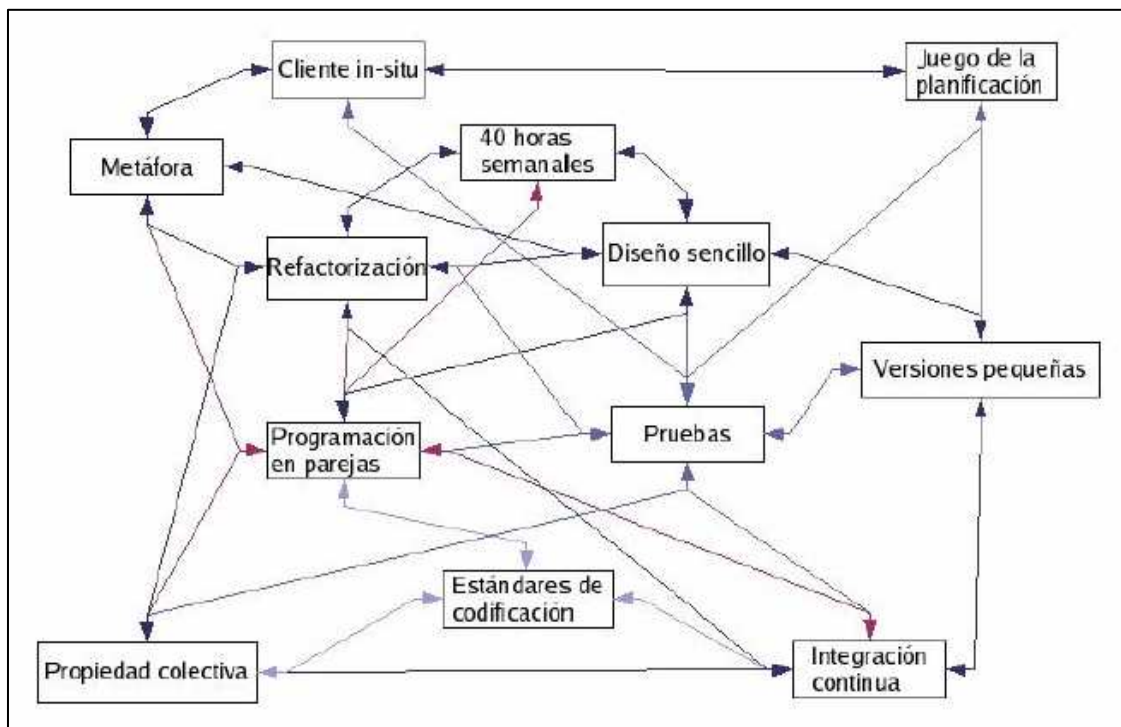 Cliente in-situ
Juego de la
planificación
40 horas
semanales
Metáfora
Diseño sencillo
Refactorización
Versiones pequeñas
Pruebas
Programación
en parejas
Estándares de
codificación
Propiedad colectiva
Integración
continua